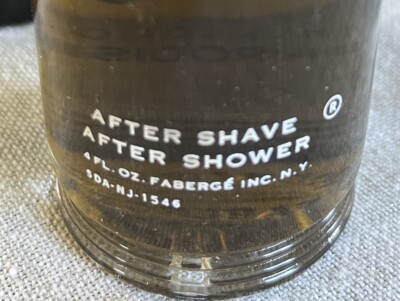 ®
AFTER SHAVE
AFTER SHOWER
4 FL. OZ. FABERGÉ INC. N.Y.
SDA-NJ-1546